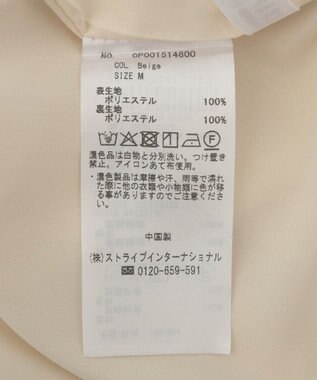 NO. OP001514800
COL. Beige
SIZE M
表生地
ポリエステル 100%
裏生地
ポリエステル 100%
濃色品は白物と分別洗い。つけ置き
禁止。アイロンあて布使用。
・濃色製品は摩擦や汗、雨等で濡れ
た際に他の衣類や小物類に色が移
る事がありますのでご注意くださ
い。
中国製
(株)ストライプインターナショナル
0120-659-591